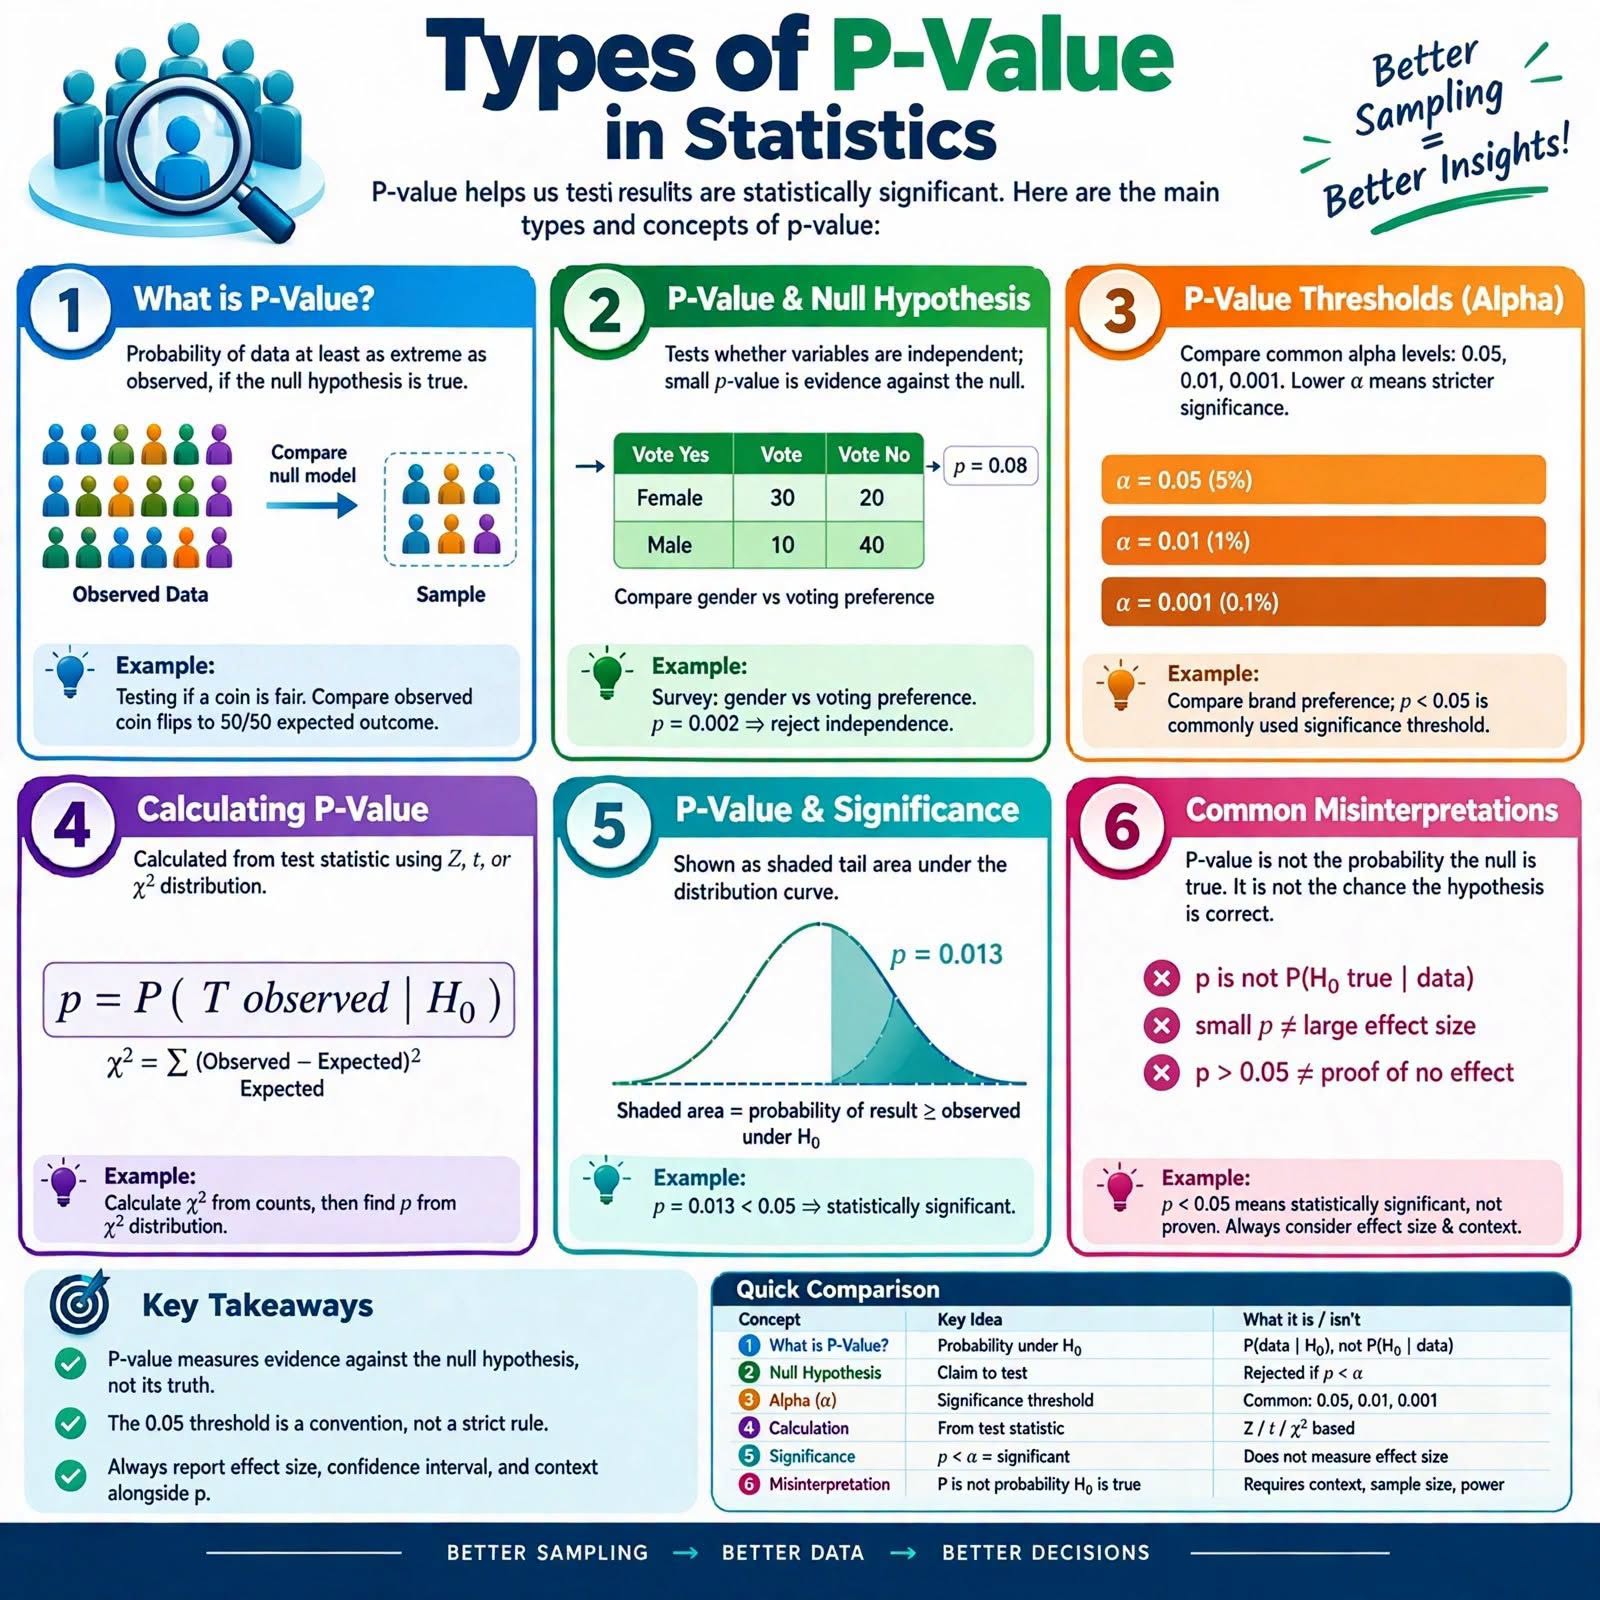 Types of P-Value
in Statistics
P-value helps us testi resulits are statistically significant. Here are the main
types and concepts of p-value:
Better
Sampling
=
Better Insights!
1
What is P-Value?
Probability of data at least as extreme as
observed, if the null hypothesis is true.
Compare
null model
Observed Data
Sample
Example:
Testing if a coin is fair. Compare observed
coin flips to 50/50 expected outcome.
2
P-Value & Null Hypothesis
Tests whether variables are independent;
small p-value is evidence against the null.
Vote Yes Vote Vote No
p = 0.08
Female 30 20
Male 10 40
Compare gender vs voting preference
Example:
Survey: gender vs voting preference.
p = 0.002 ⇒ reject independence.
3
P-Value Thresholds (Alpha)
Compare common alpha levels: 0.05,
0.01, 0.001. Lower α means stricter
significance.
α = 0.05 (5%)
α = 0.01 (1%)
α = 0.001 (0.1%)
Example:
Compare brand preference; p < 0.05 is
commonly used significance threshold.
4
Calculating P-Value
Calculated from test statistic using Z, t, or
χ² distribution.
p = P ( T observed | H₀ )
χ² = ∑ (Observed – Expected)²
Expected
Example:
Calculate χ² from counts, then find p from
χ² distribution.
5
P-Value & Significance
Shown as shaded tail area under the
distribution curve.
p = 0.013
Shaded area = probability of result ≥ observed
under H₀
Example:
p = 0.013 < 0.05 ⇒ statistically significant.
6
Common Misinterpretations
P-value is not the probability the null is
true. It is not the chance the hypothesis
is correct.
p is not P(H₀ true | data)
small p ≠ large effect size
p > 0.05 ≠ proof of no effect
Example:
p < 0.05 means statistically significant, not
proven. Always consider effect size & context.
Key Takeaways
P-value measures evidence against the null hypothesis,
not its truth.
The 0.05 threshold is a convention, not a strict rule.
Always report effect size, confidence interval, and context
alongside p.
Quick Comparison
Concept Key Idea What it is / isn't
1 What is P-Value? Probability under H₀ P(data | H₀), not P(H₀ | data)
2 Null Hypothesis Claim to test Rejected if p < α
3 Alpha (α) Significance threshold Common: 0.05, 0.01, 0.001
4 Calculation From test statistic Z / t / χ² based
5 Significance p < α = significant Does not measure effect size
6 Misinterpretation P is not probability H₀ is true Requires context, sample size, power
BETTER SAMPLING → BETTER DATA → BETTER DECISIONS